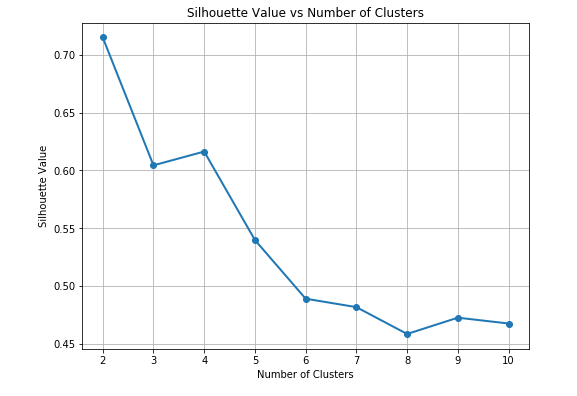 Silhouette Value vs Number of Clusters
0.70
0.65
0.60
0.55
0.50
0.45
Silhouette Value
2 3 4 5 6 7 8 9 10
Number of Clusters